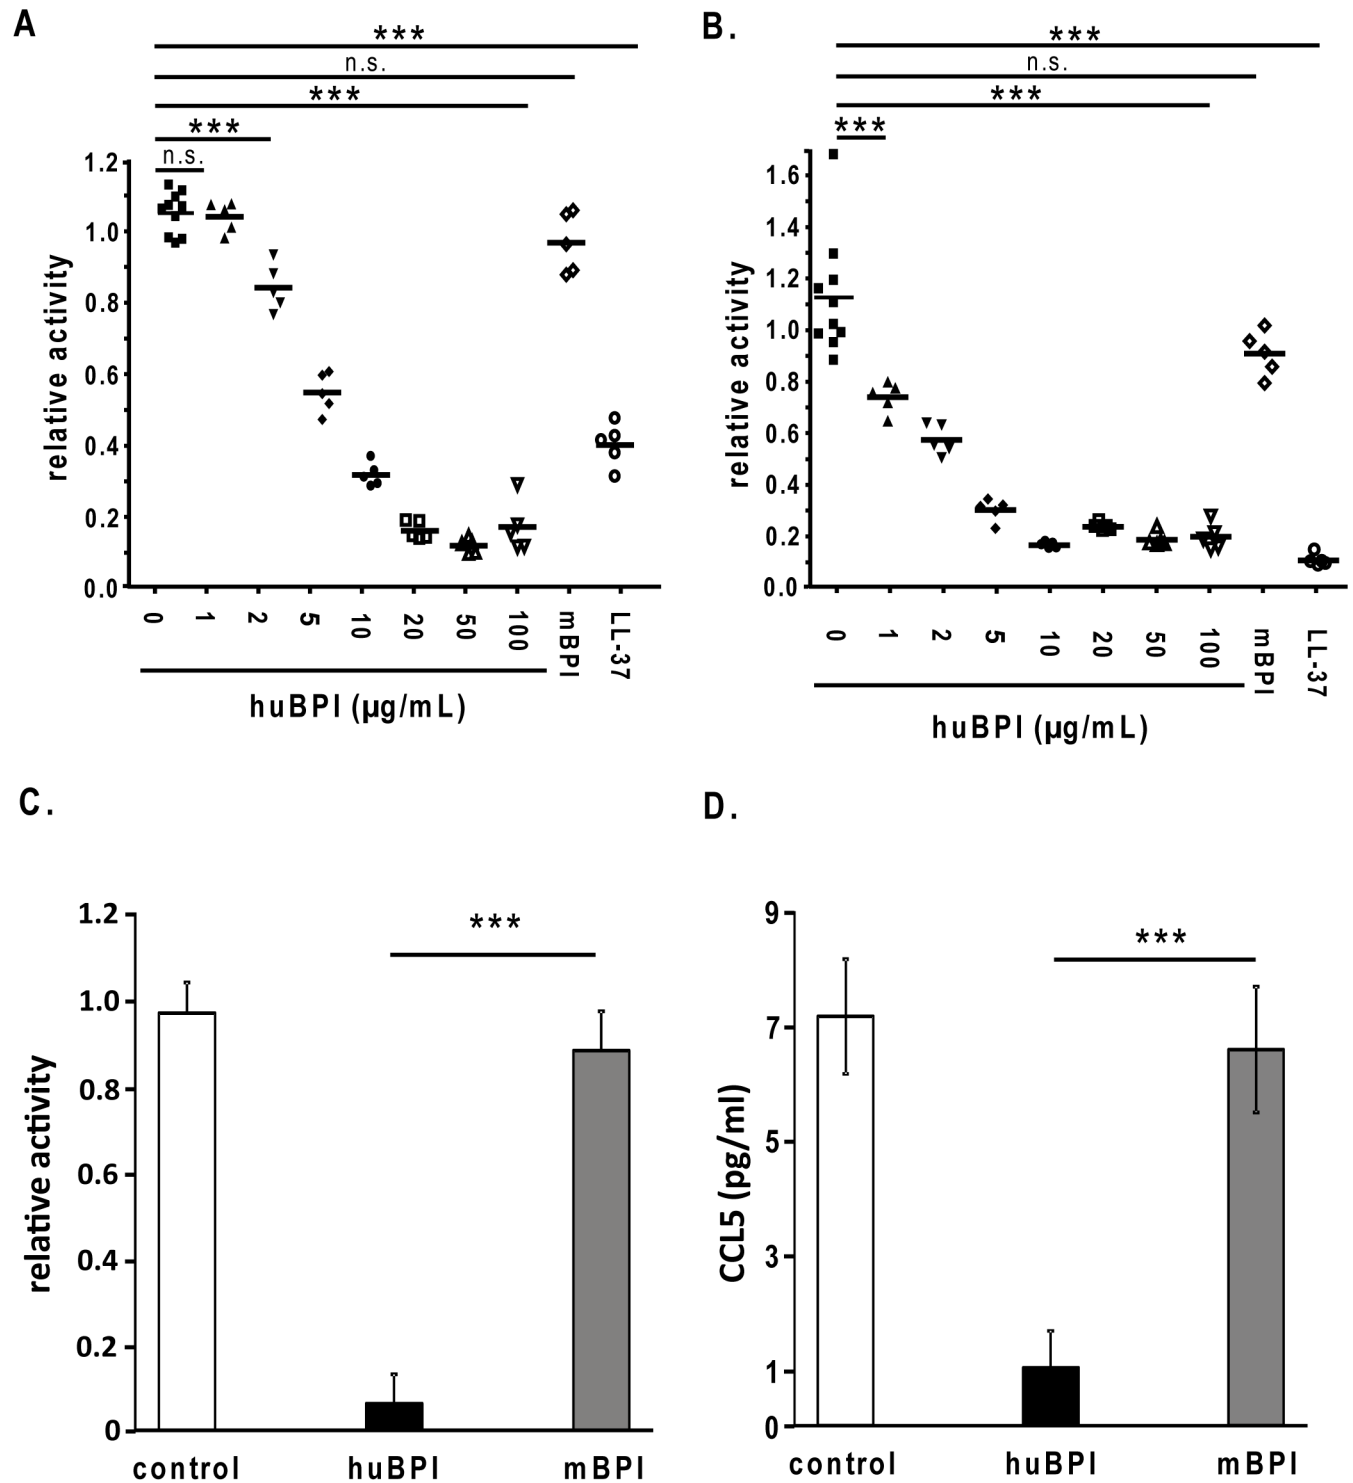 A
***
n.s.
***
***
n.s.
1.2
1.0
0.8
0.6
0.4
0.2
0.0
relative activity
0 1 2 5 10 20 50 100 mBPI LL-37
huBPI (µg/mL)
B.
***
n.s.
***
***
1.6
1.4
1.2
1.0
0.8
0.6
0.4
0.2
0.0
relative activity
0 1 2 5 10 20 50 100 mBPI LL-37
huBPI (µg/mL)
C.
***
1.2
1.0
0.8
0.6
0.4
0.2
0
relative activity
control huBPI mBPI
D.
***
9
7
5
3
1
0
CCL5 (pg/ml)
control huBPI mBPI